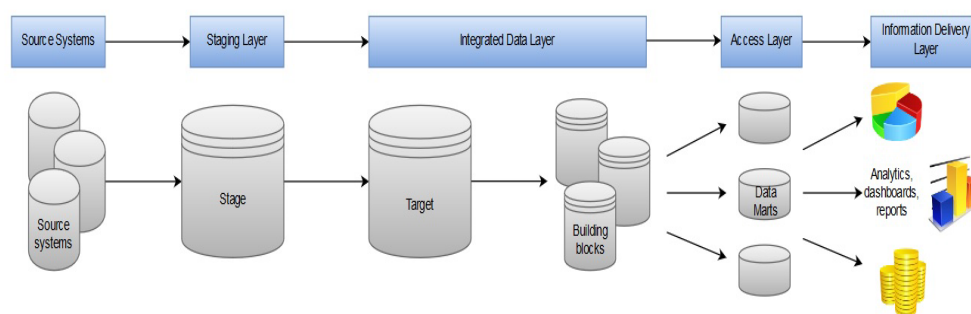 Source Systems
Staging Layer
Integrated Data Layer
Access Layer
Information Delivery
Layer
Source
systems
Stage
Target
Building
blocks
Data
Marts
Analytics,
dashboards,
reports